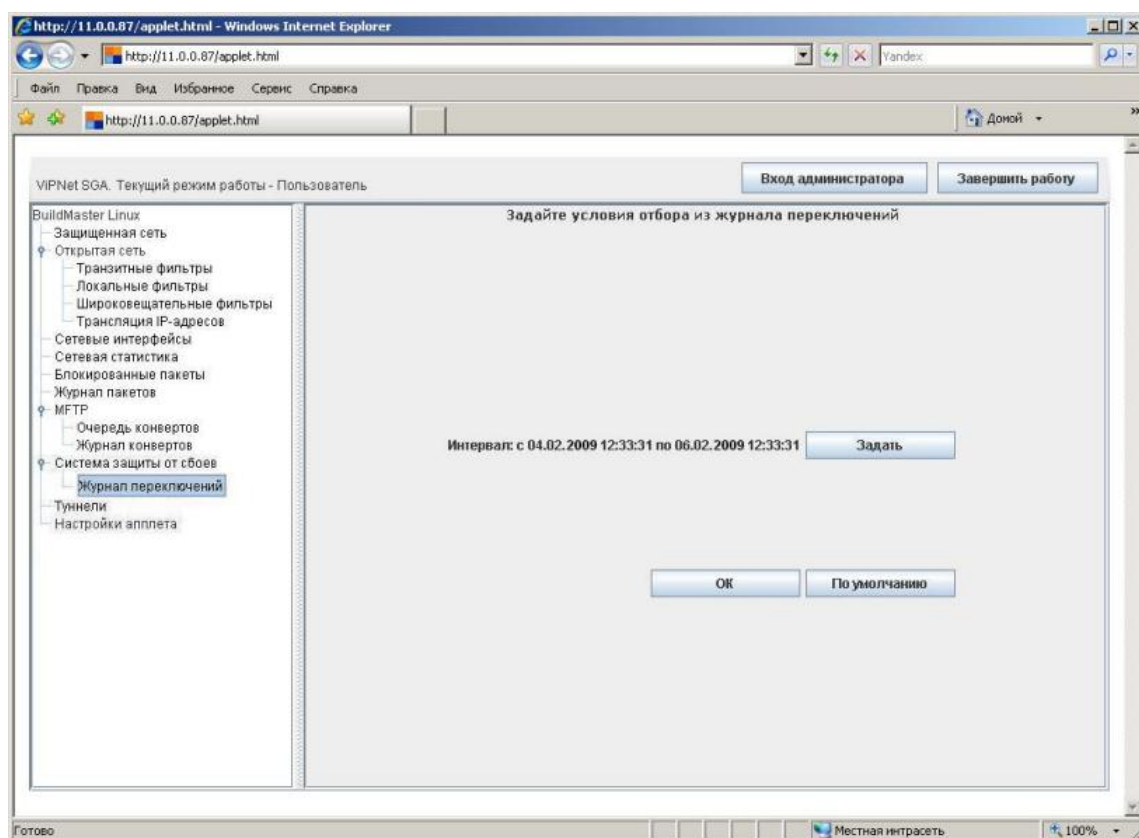 http://11.0.0.87/applet.html - Windows Internet Explorer
http://11.0.0.87/applet.html
Yandex
Файл Правка Вид Избранное Сервис Справка
http://11.0.0.87/applet.html
Домой
ViPNet SGA. Текущий режим работы - Пользователь
Вход администратора
Завершить работу
BuildMaster Linux
Защищенная сеть
Открытая сеть
Транзитные фильтры
Локальные фильтры
Широковещательные фильтры
Трансляция IP-адресов
Сетевые интерфейсы
Сетевая статистика
Блокированные пакеты
Журнал пакетов
MFTP
Очередь конвертов
Журнал конвертов
Система защиты от сбоев
Журнал переключений
Туннели
Настройки апплета
Задайте условия отбора из журнала переключений
Интервал: с 04.02.2009 12:33:31 по 06.02.2009 12:33:31
Задать
ОК
По умолчанию
Готово
Местная интрасеть
100%